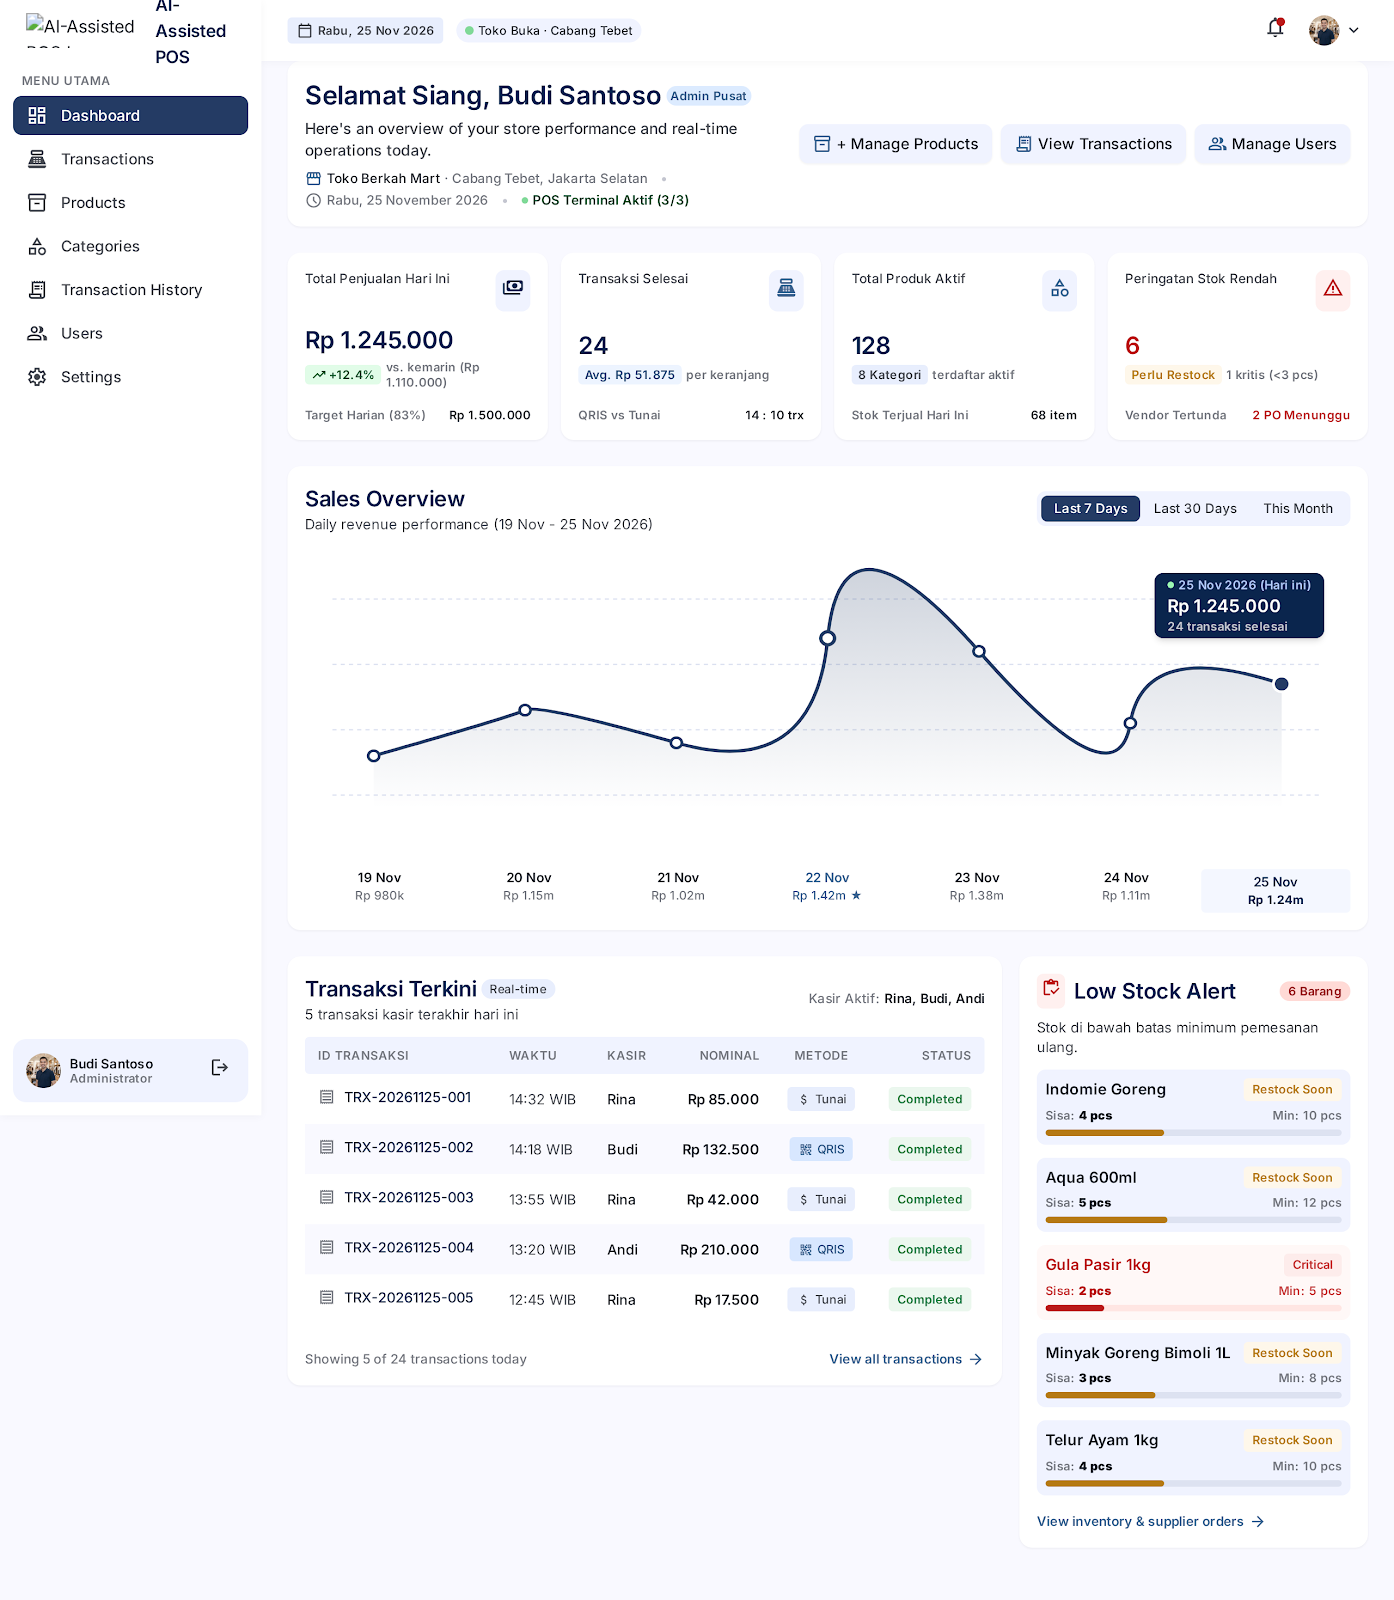 AI-Assisted
AI-
Assisted
POS
MENU UTAMA
Dashboard
Transactions
Products
Categories
Transaction History
Users
Settings
Budi Santoso
Administrator
Rabu, 25 Nov 2026
Toko Buka · Cabang Tebet
Selamat Siang, Budi Santoso Admin Pusat
Here's an overview of your store performance and real-time
operations today.
Toko Berkah Mart · Cabang Tebet, Jakarta Selatan •
Rabu, 25 November 2026 • POS Terminal Aktif (3/3)
+ Manage Products
View Transactions
Manage Users
Total Penjualan Hari Ini
Rp 1.245.000
+12.4% vs. kemarin (Rp
1.110.000)
Target Harian (83%) Rp 1.500.000
Transaksi Selesai
24
Avg. Rp 51.875 per keranjang
QRIS vs Tunai 14 : 10 trx
Total Produk Aktif
128
8 Kategori terdaftar aktif
Stok Terjual Hari Ini 68 item
Peringatan Stok Rendah
6
Perlu Restock 1 kritis (<3 pcs)
Vendor Tertunda 2 PO Menunggu
Sales Overview
Daily revenue performance (19 Nov - 25 Nov 2026)
Last 7 Days Last 30 Days This Month
25 Nov 2026 (Hari ini)
Rp 1.245.000
24 transaksi selesai
19 Nov 20 Nov 21 Nov 22 Nov 23 Nov 24 Nov 25 Nov
Rp 980k Rp 1.15m Rp 1.02m Rp 1.42m ★ Rp 1.38m Rp 1.11m Rp 1.24m
Transaksi Terkini Real-time
5 transaksi kasir terakhir hari ini
Kasir Aktif: Rina, Budi, Andi
ID TRANSAKSI WAKTU KASIR NOMINAL METODE STATUS
TRX-20261125-001 14:32 WIB Rina Rp 85.000 $ Tunai Completed
TRX-20261125-002 14:18 WIB Budi Rp 132.500 QRIS Completed
TRX-20261125-003 13:55 WIB Rina Rp 42.000 $ Tunai Completed
TRX-20261125-004 13:20 WIB Andi Rp 210.000 QRIS Completed
TRX-20261125-005 12:45 WIB Rina Rp 17.500 $ Tunai Completed
Showing 5 of 24 transactions today
View all transactions →
Low Stock Alert 6 Barang
Stok di bawah batas minimum pemesanan
ulang.
Indomie Goreng Restock Soon
Sisa: 4 pcs Min: 10 pcs
Aqua 600ml Restock Soon
Sisa: 5 pcs Min: 12 pcs
Gula Pasir 1kg Critical
Sisa: 2 pcs Min: 5 pcs
Minyak Goreng Bimoli 1L Restock Soon
Sisa: 3 pcs Min: 8 pcs
Telur Ayam 1kg Restock Soon
Sisa: 4 pcs Min: 10 pcs
View inventory & supplier orders →